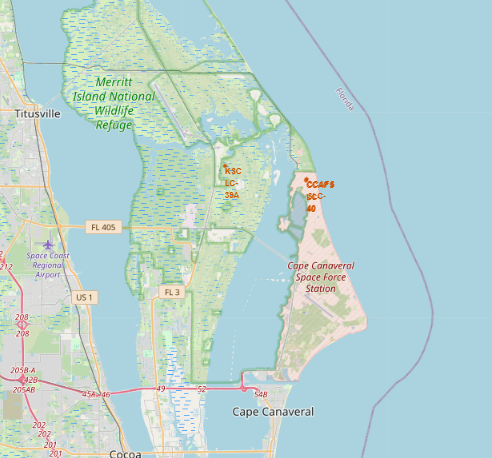 Merritt
Island National
Wildlife
Refuge
Titusville
Florida
KSC
LC-
39A
40
FL 405
Space Coast
Regional
Airport
Cape Canaveral
Space Force
Station
FL 3
US 1
212
208
208
205B-A
42B
205AB
45A-46
49
52
54B
202
202
201
201
Cape Canaveral
Cocoa